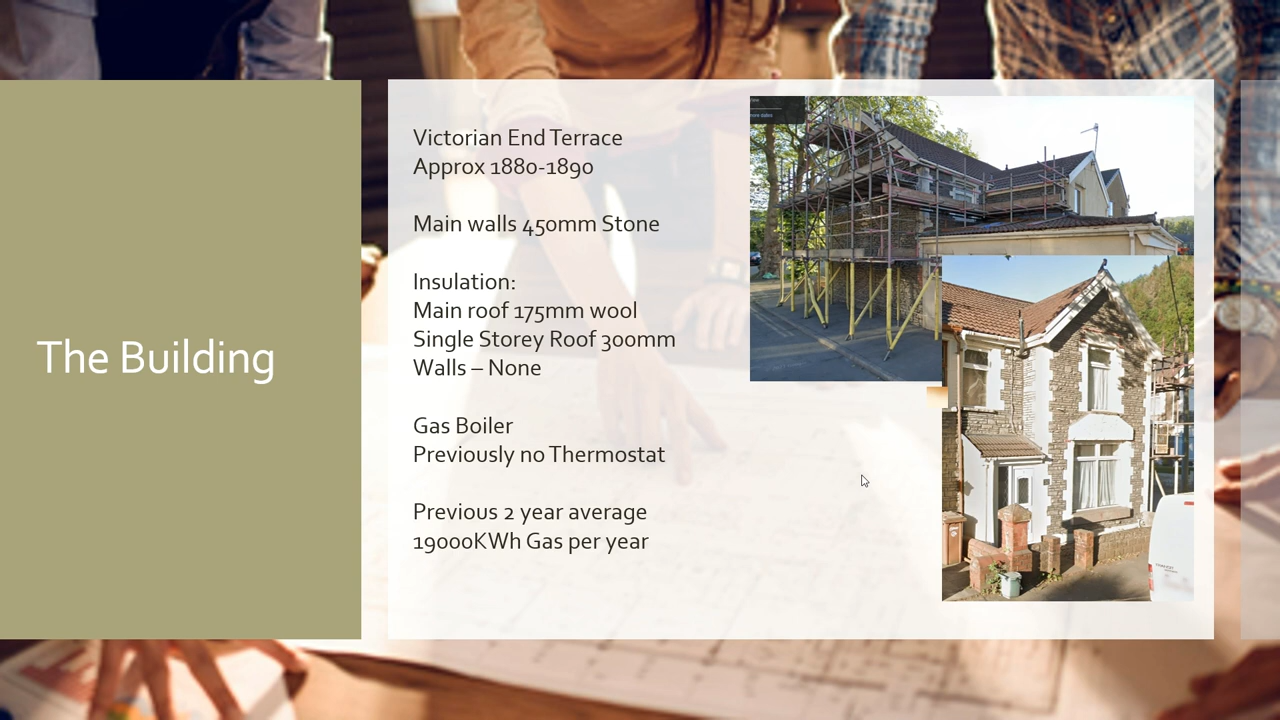 The Building
Victorian End Terrace
Approx 1880-1890
Main walls 450mm Stone
Insulation:
Main roof 175mm wool
Single Storey Roof 300mm
Walls – None
Gas Boiler
Previously no Thermostat
Previous 2 year average
19000KWh Gas per year